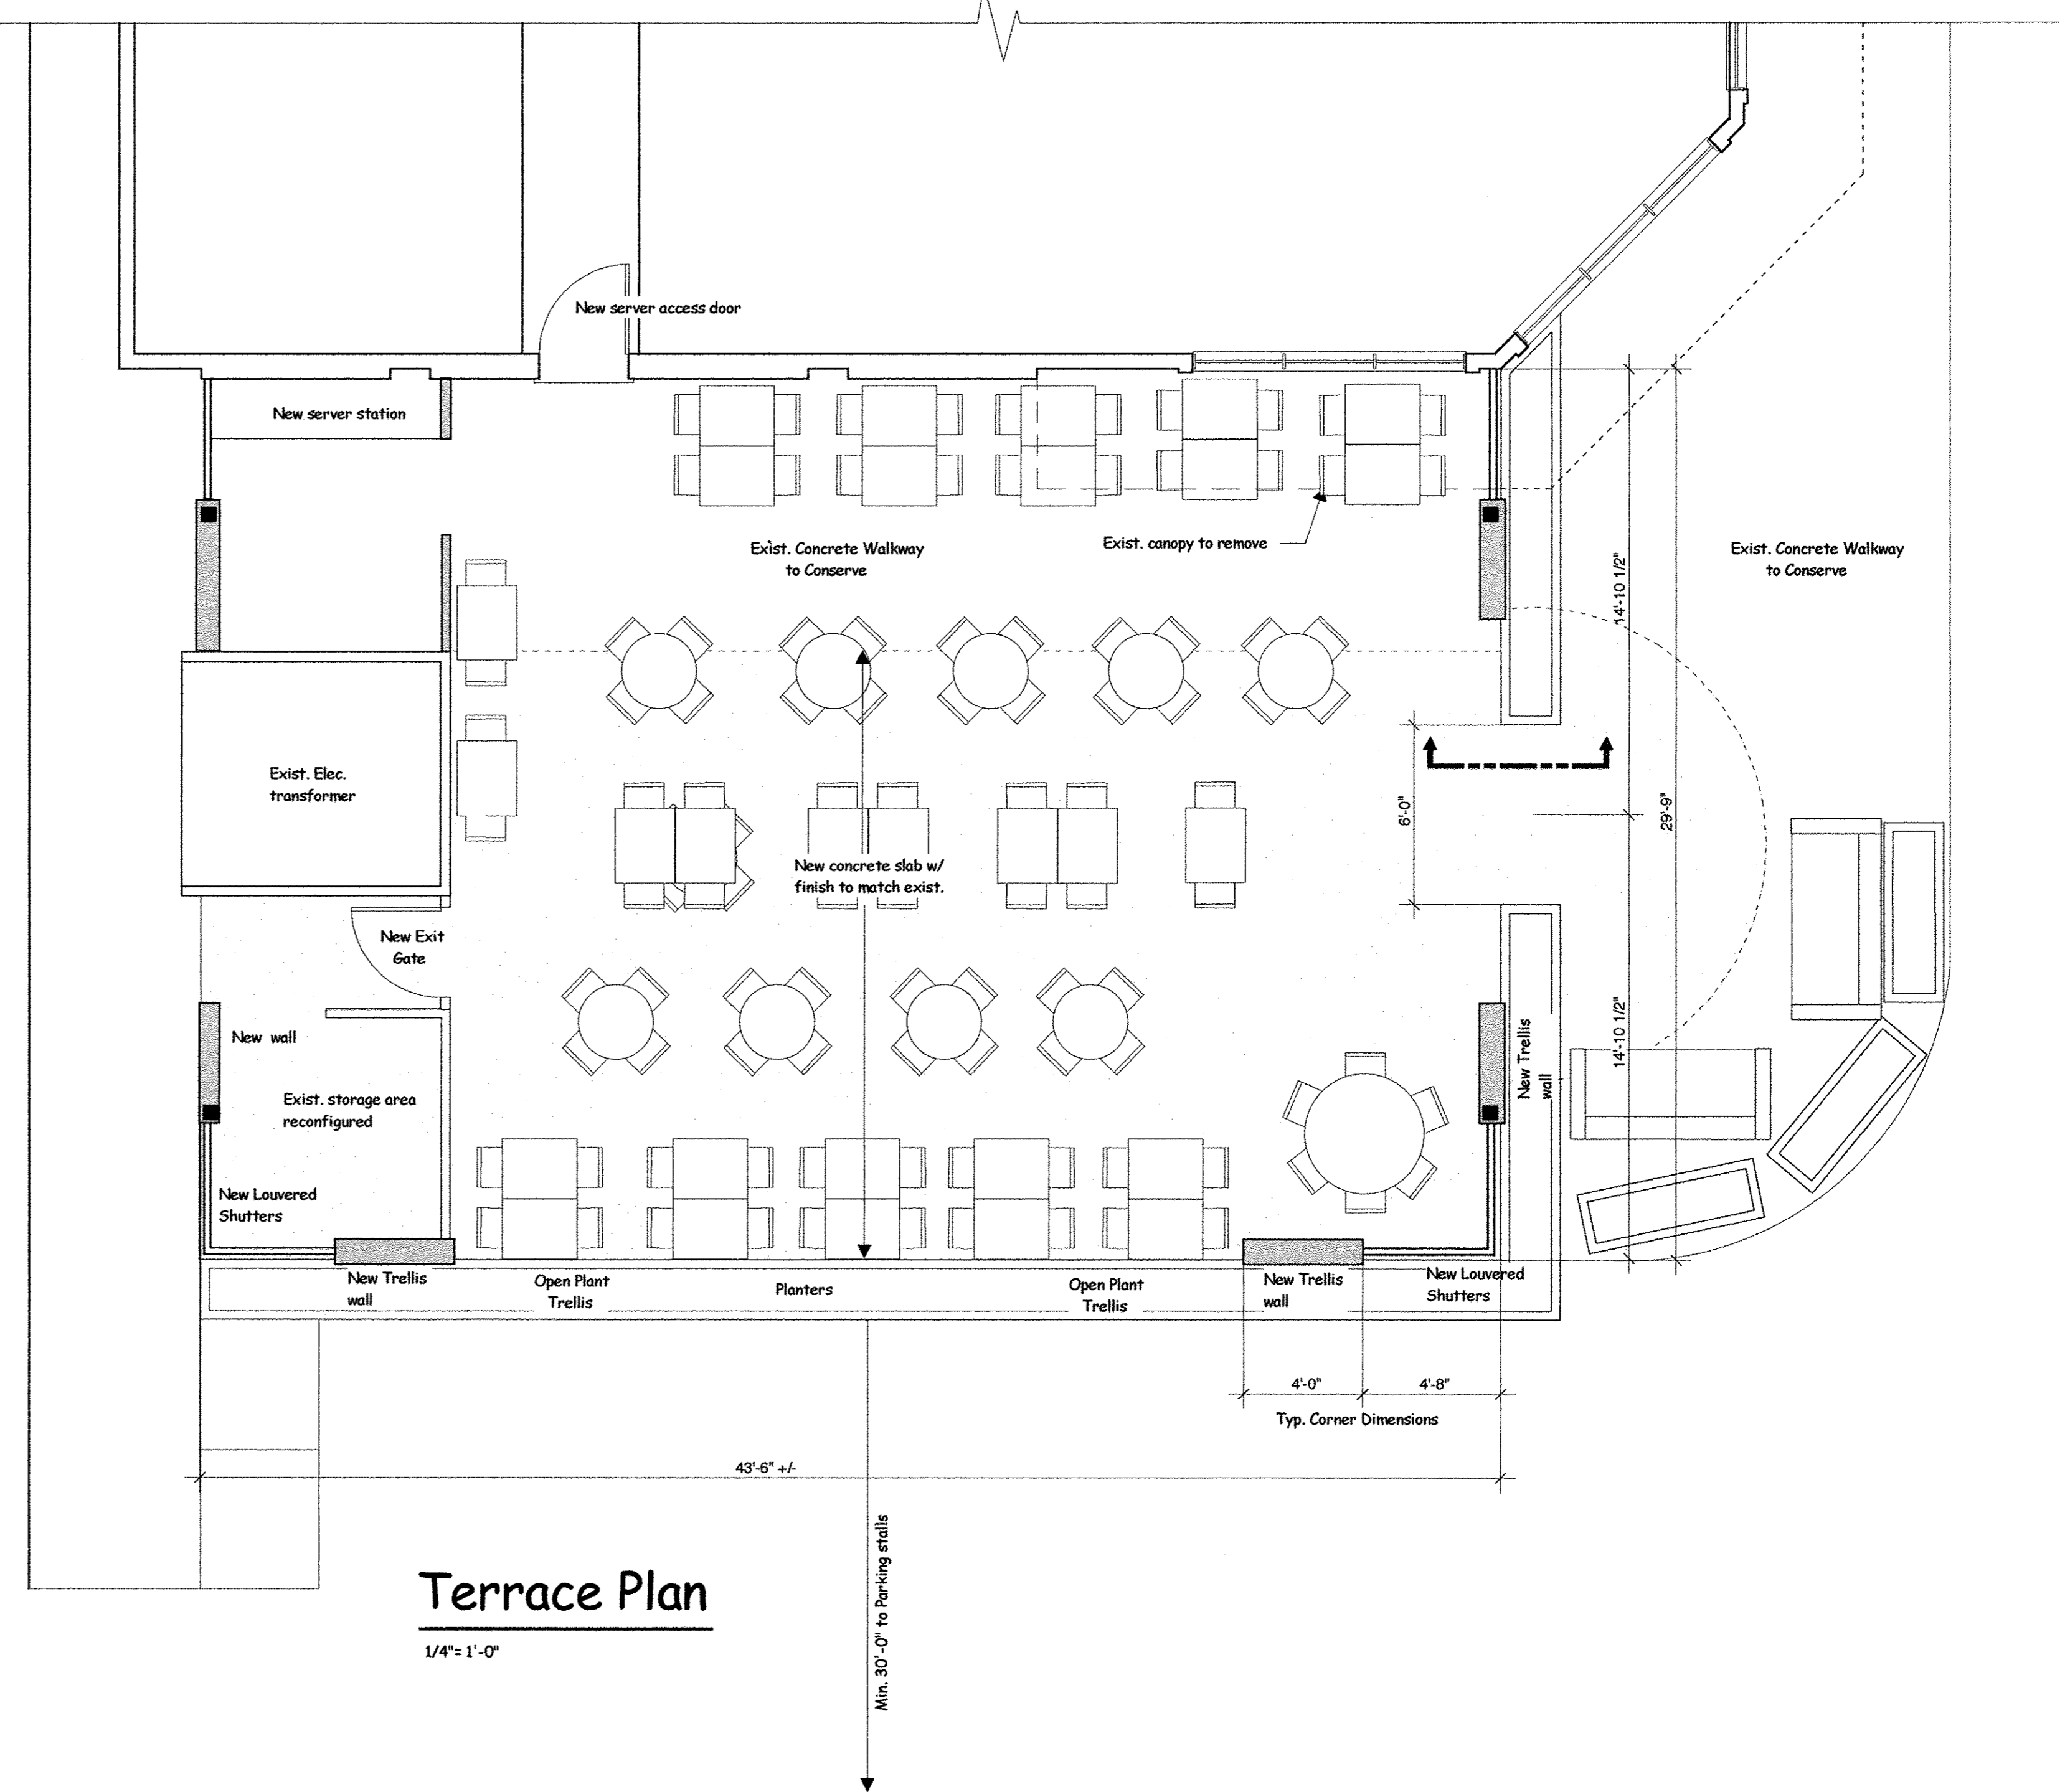 New server access door
New server station
Exist. Concrete Walkway
to Conserve
Exist. canopy to remove
Exist. Concrete Walkway
to Conserve
14'-10 1/2"
Exist. Elec.
transformer
6'-0"
29'-9"
New concrete slab w/
finish to match exist.
New Exit
Gate
New wall
14'-10 1/2"
New Trellis
wall
Exist. storage area
reconfigured
New Louvered
Shutters
New Trellis
wall
Open Plant
Trellis
Planters
Open Plant
Trellis
New Trellis
wall
New Louvered
Shutters
4'-0"
4'-8"
Typ. Corner Dimensions
43'-6" +/-
Min. 30'-0" to Parking stalls
Terrace Plan
1/4"= 1'-0"